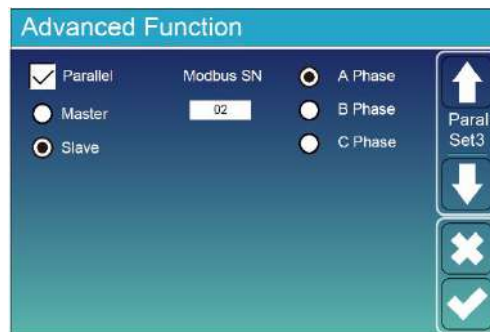 Advanced Function
Parallel Modbus SN A Phase
Master 02 B Phase
Slave C Phase
Paral
Set3